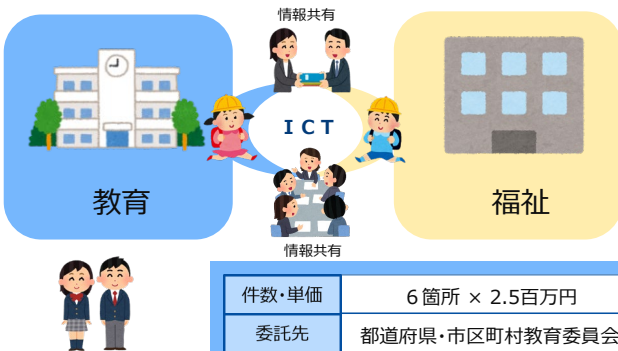 情報共有
ICT
教育
福祉
情報共有
件数・単価
6箇所 × 2.5百万円
委託先
都道府県・市区町村教育委員会